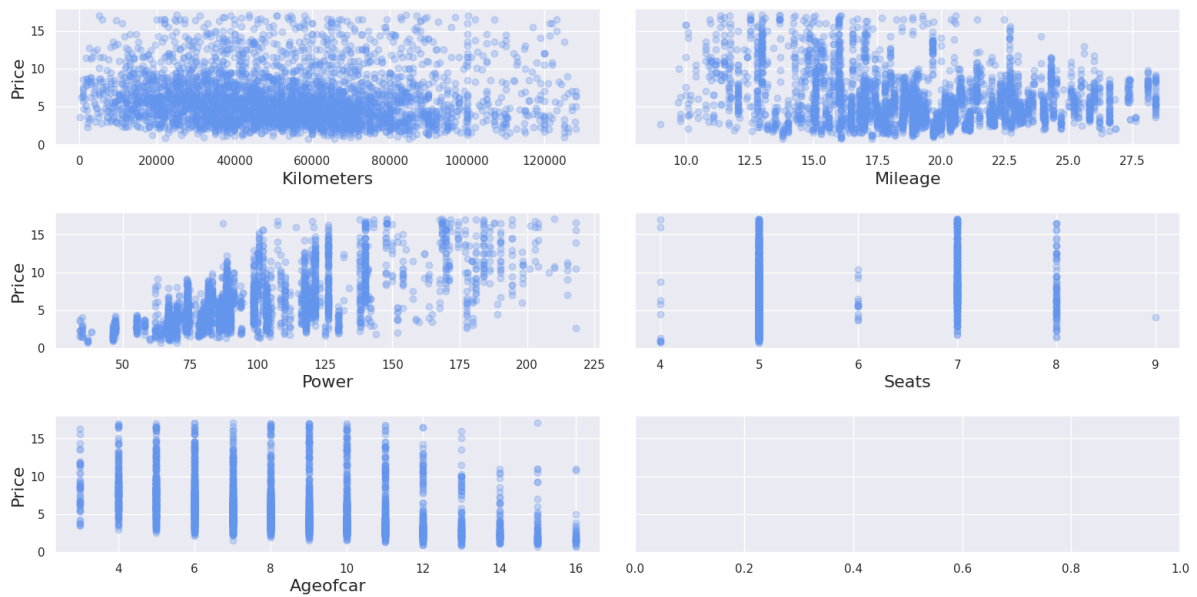 15
10
5
0
Price
0 20000 40000 60000 80000 100000 120000
Kilometers
10.0 12.5 15.0 17.5 20.0 22.5 25.0 27.5
Mileage
15
10
5
0
Price
50 75 100 125 150 175 200 225
Power
4 5 6 7 8 9
Seats
15
10
5
0
Price
4 6 8 10 12 14 16
Ageofcar
0.0 0.2 0.4 0.6 0.8 1.0